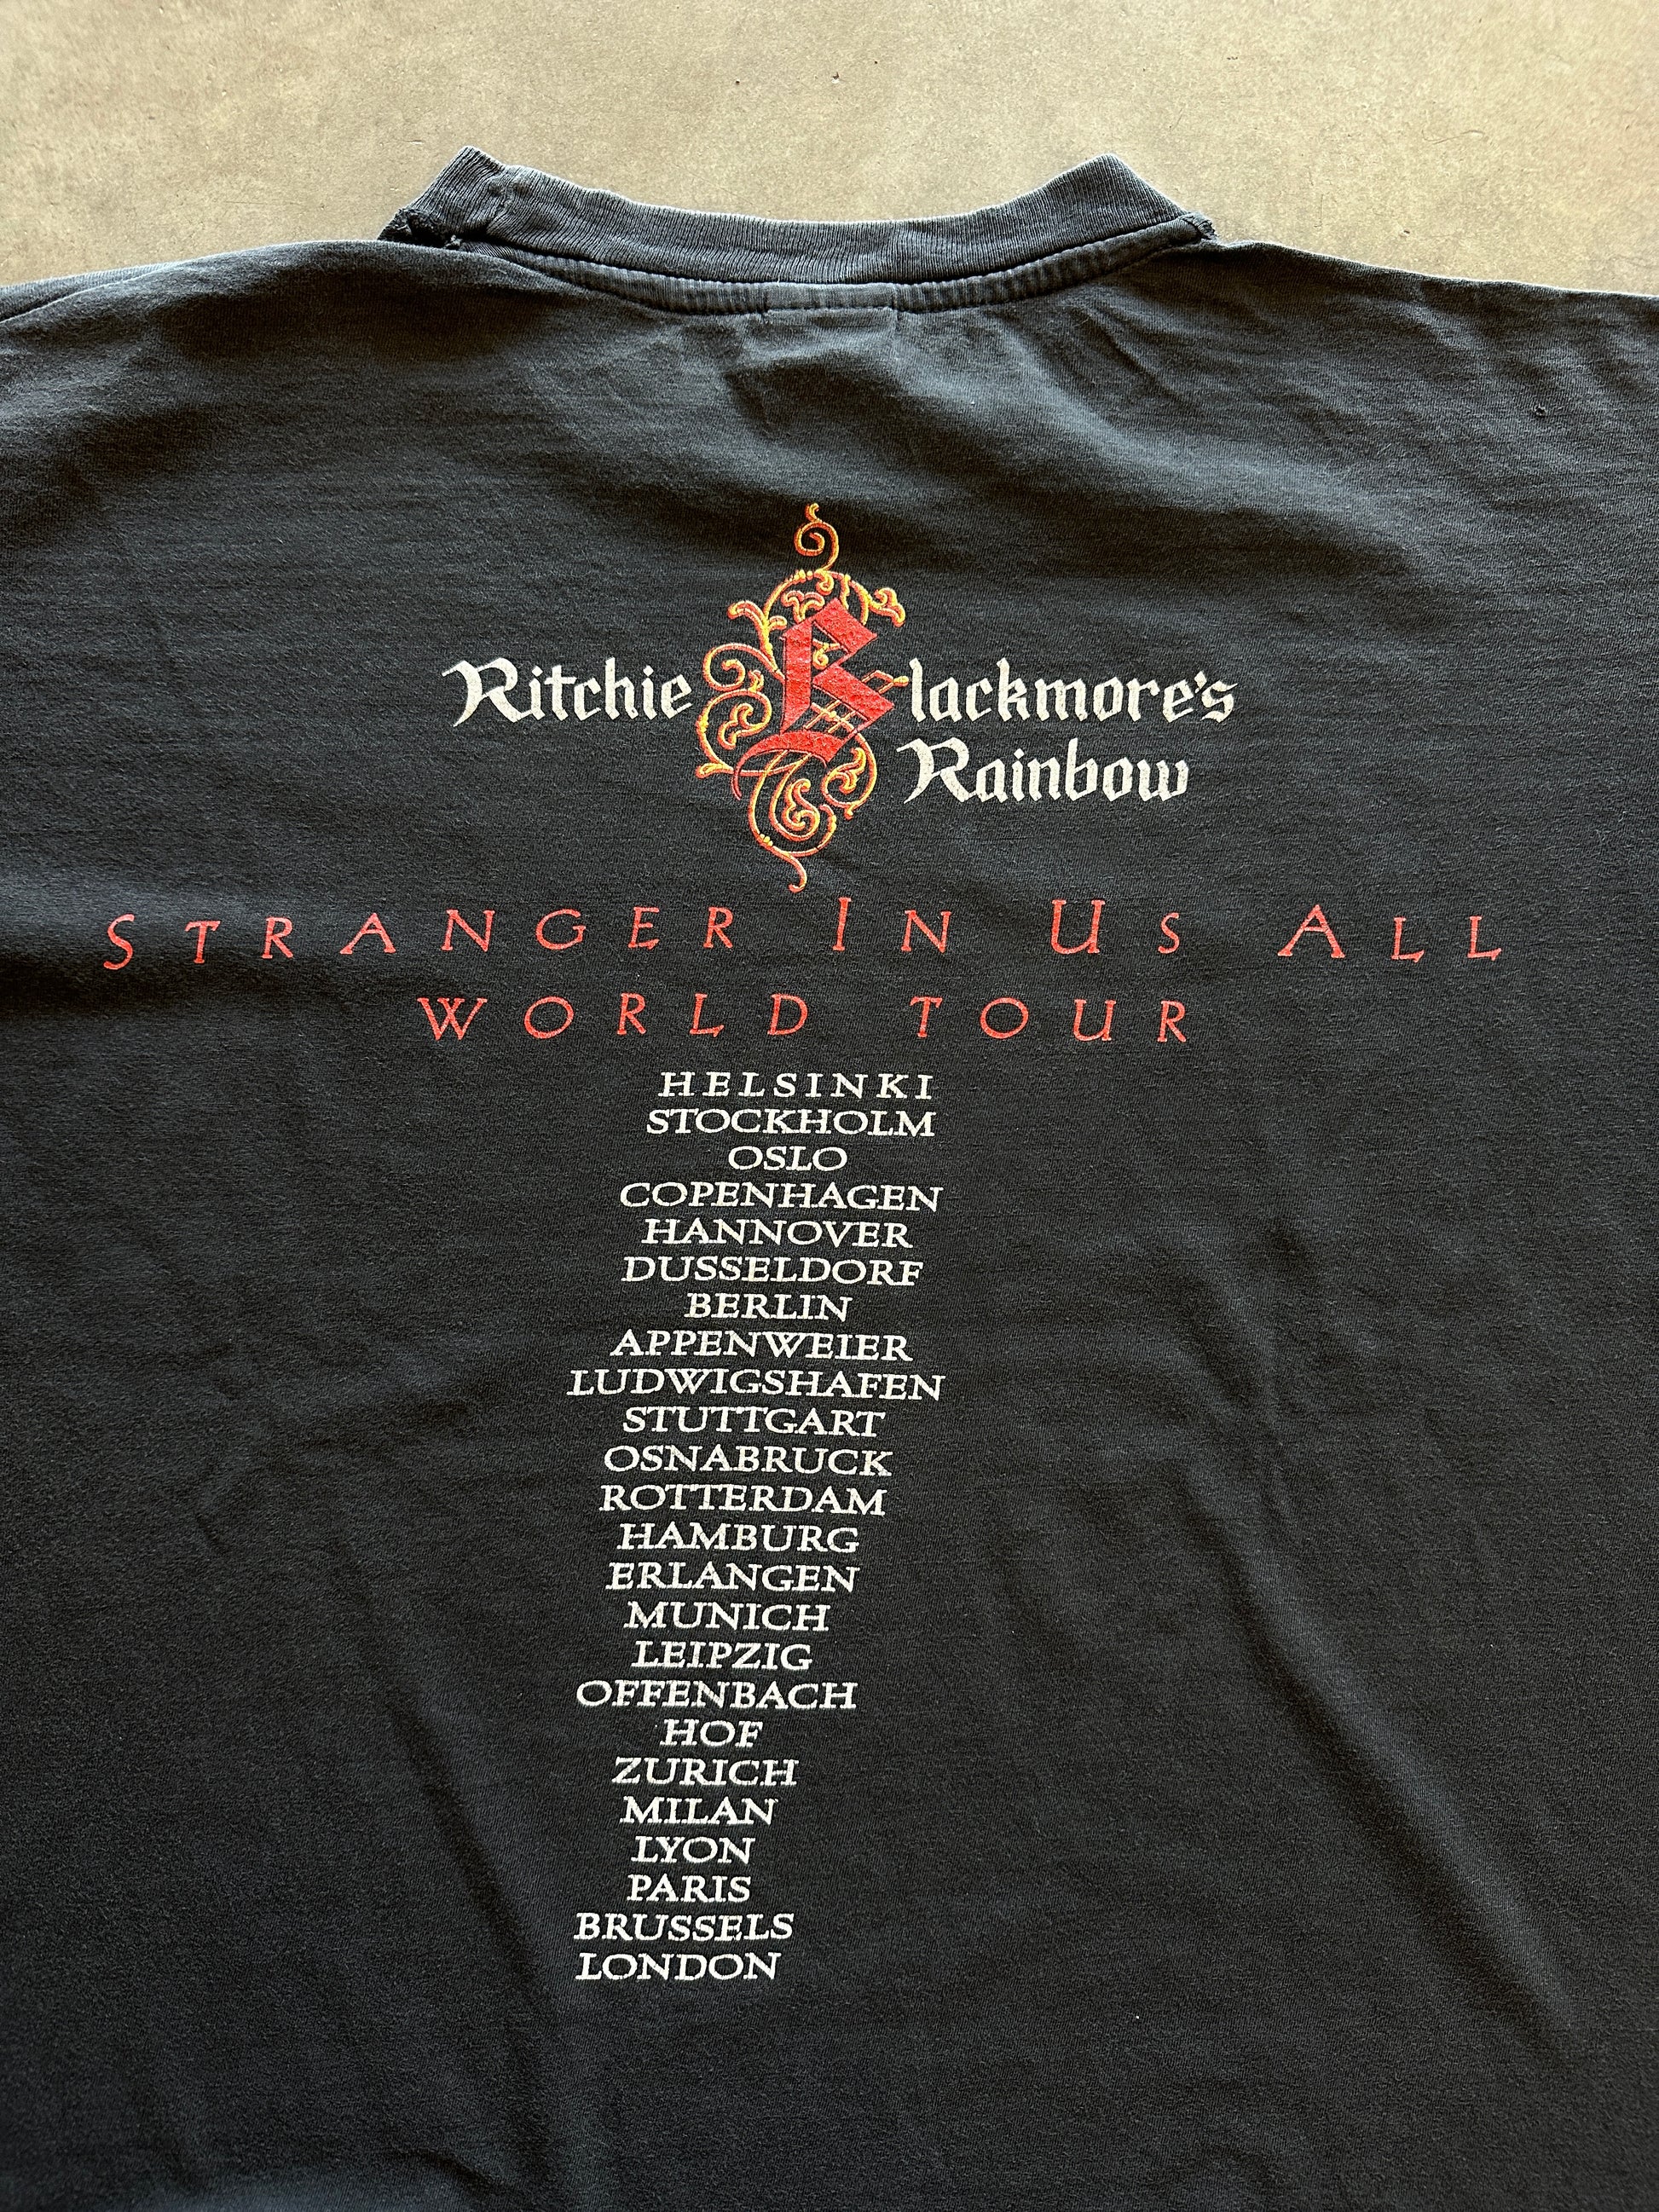 Ritchie Blackmore's
Rainbow
STRANGER IN US ALL
WORLD TOUR
HELSINKI
STOCKHOLM
OSLO
COPENHAGEN
HANNOVER
DUSSELDORF
BERLIN
APPENWEIER
LUDWIGSHAFEN
STUTTGART
OSNABRUCK
ROTTERDAM
HAMBURG
ERLANGEN
MUNICH
LEIPZIG
OFFENBACH
HOF
ZURICH
MILAN
LYON
PARIS
BRUSSELS
LONDON